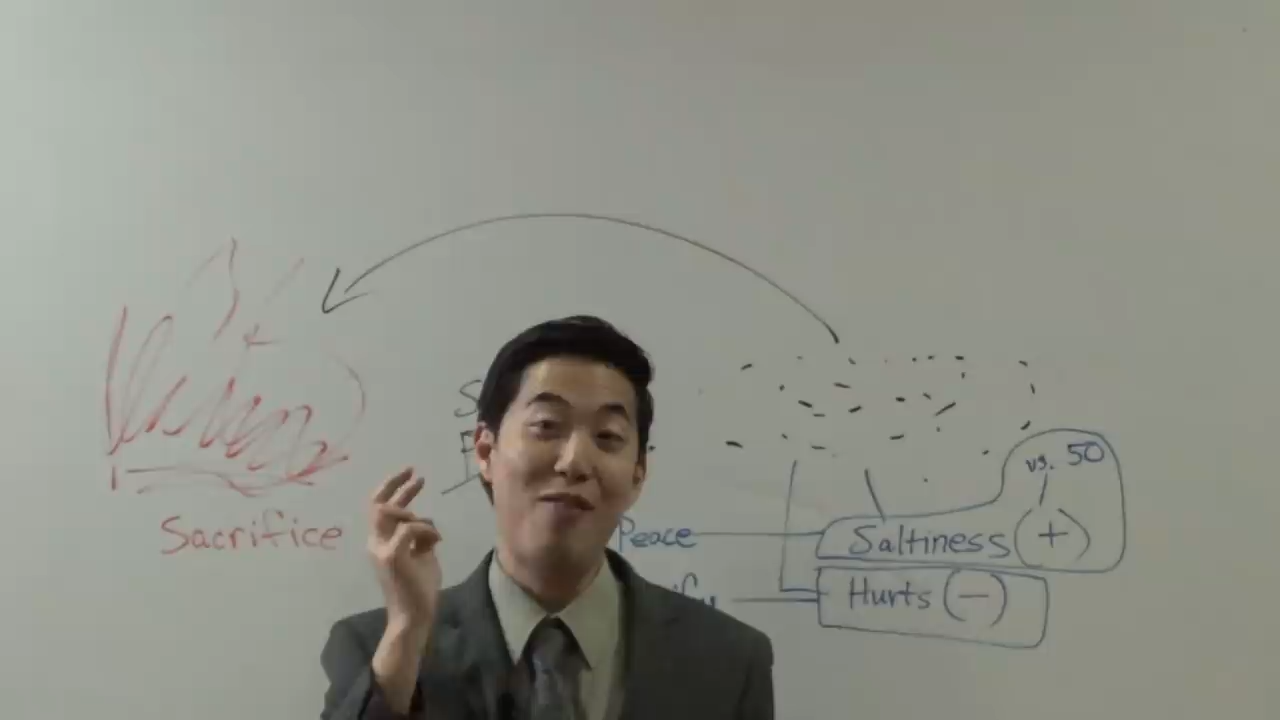 vs. 50
Sacrifice
Peace
Saltiness (+)
Hurts (-)